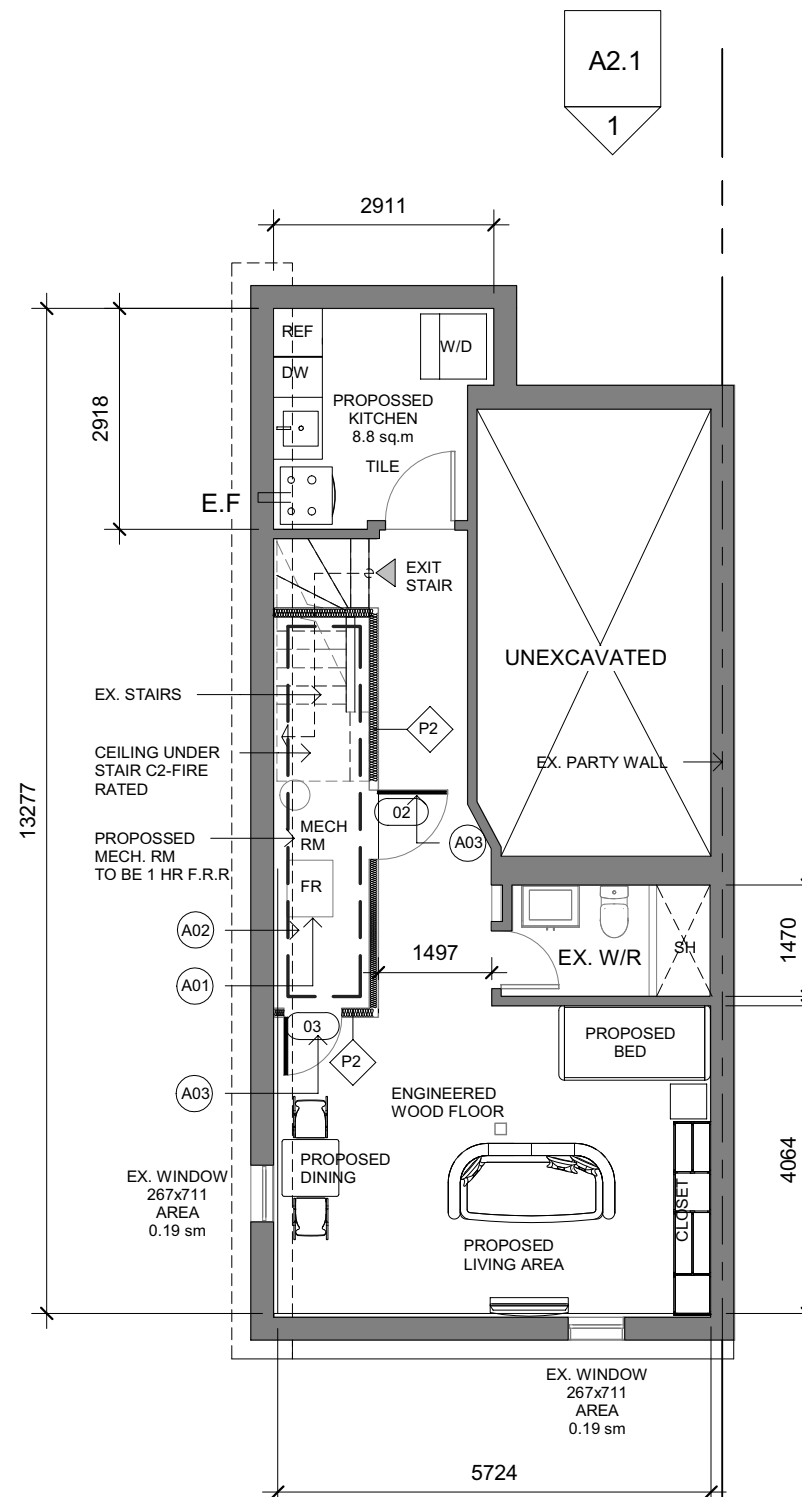 A2.1
1
2911
REF
DW
W/D
PROPOSSED
KITCHEN
8.8 sq.m
TILE
2918
E.F
EXIT
STAIR
UNEXCAVATED
EX. STAIRS
P2
CEILING UNDER
STAIR C2-FIRE
RATED
EX. PARTY WALL
13277
PROPOSSED
MECH. RM
TO BE 1 HR F.R.R
MECH
RM
02
A03
FR
A02
A01
1497
EX. W/R
SH
1470
03
P2
PROPOSED
BED
A03
ENGINEERED
WOOD FLOOR
4064
PROPOSED
DINING
EX. WINDOW
267x711
AREA
0.19 sm
CLOSET
PROPOSED
LIVING AREA
EX. WINDOW
267x711
AREA
0.19 sm
5724